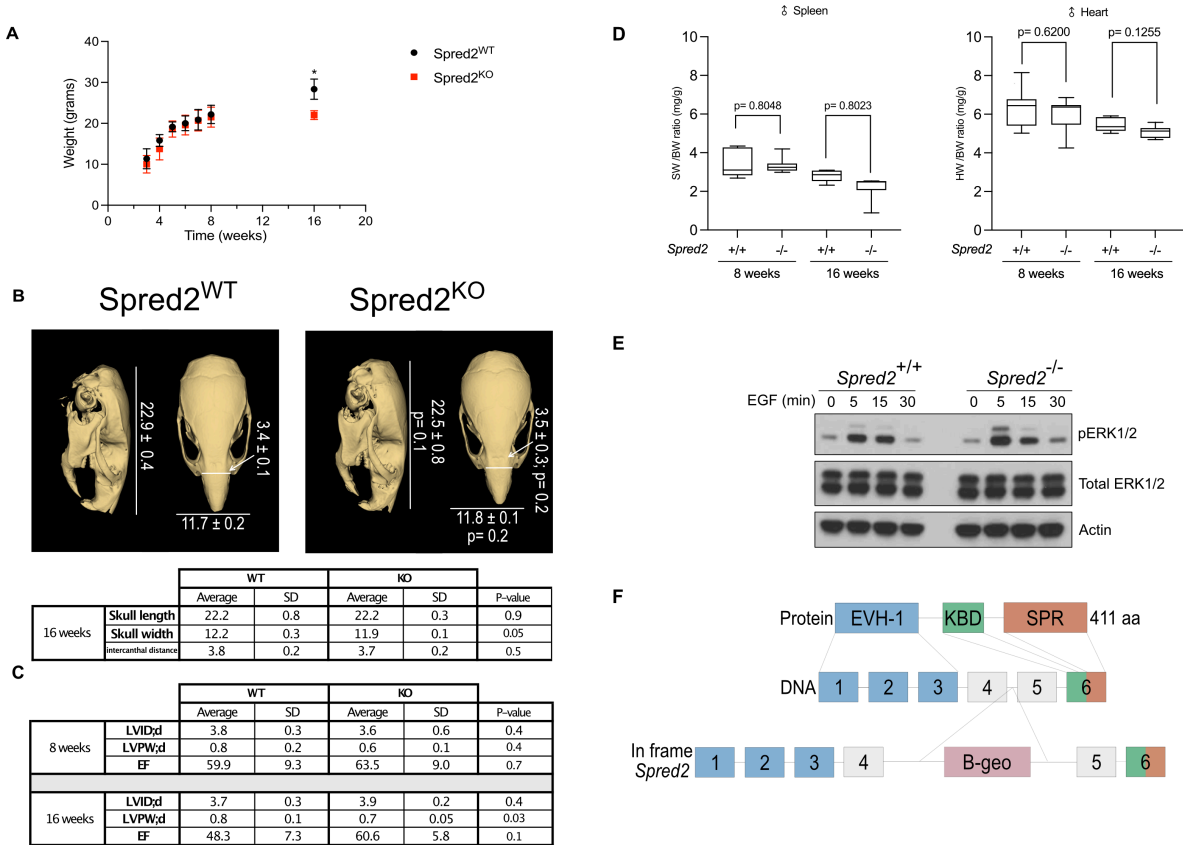 A
Weight (grams)
40
30
20
10
0
*
0
4
8
12
16
20
Time (weeks)
Spred2WT
Spred2KO
B
Spred2WT
Spred2KO
22.9 ± 0.4
3.4 ± 0.1
11.7 ± 0.2
22.5 ± 0.8
p= 0.1
3.5 ± 0.3; p= 0.2
11.8 ± 0.1
p= 0.2
WT KO
Average SD Average SD P-value
16 weeks
Skull length 22.2 0.8 22.2 0.3 0.9
Skull width 12.2 0.3 11.9 0.1 0.05
intercanthal distance 3.8 0.2 3.7 0.2 0.5
C
WT KO
Average SD Average SD P-value
8 weeks
LVID;d 3.8 0.3 3.6 0.6 0.4
LVPW;d 0.8 0.2 0.6 0.1 0.4
EF 59.9 9.3 63.5 9.0 0.7
16 weeks
LVID;d 3.7 0.3 3.9 0.2 0.4
LVPW;d 0.8 0.1 0.7 0.05 0.03
EF 48.3 7.3 60.6 5.8 0.1
D
♂ Spleen
SW /BW ratio (mg/g)
10
8
6
4
2
0
p= 0.8048
p= 0.8023
Spred2 +/+ -/- +/+ -/-
8 weeks 16 weeks
♂ Heart
HW /BW ratio (mg/g)
10
8
6
4
2
0
p= 0.6200
p= 0.1255
+/+ -/- +/+ -/-
8 weeks 16 weeks
E
Spred2+/+ Spred2-/-
EGF (min) 0 5 15 30 0 5 15 30
pERK1/2
Total ERK1/2
Actin
F
Protein EVH-1 KBD SPR 411 aa
DNA 1 2 3 4 5 6
In frame
Spred2 1 2 3 4 B-geo 5 6